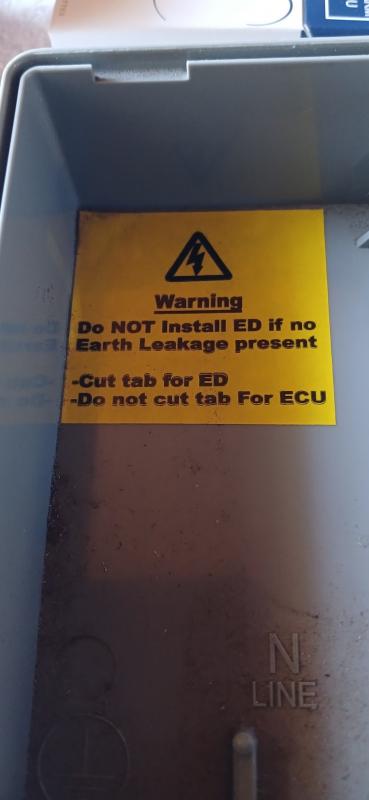 Warning
Do NOT Install ED if no
Earth Leakage present
-Cut tab for ED
-Do not cut tab For ECU
N
LINE